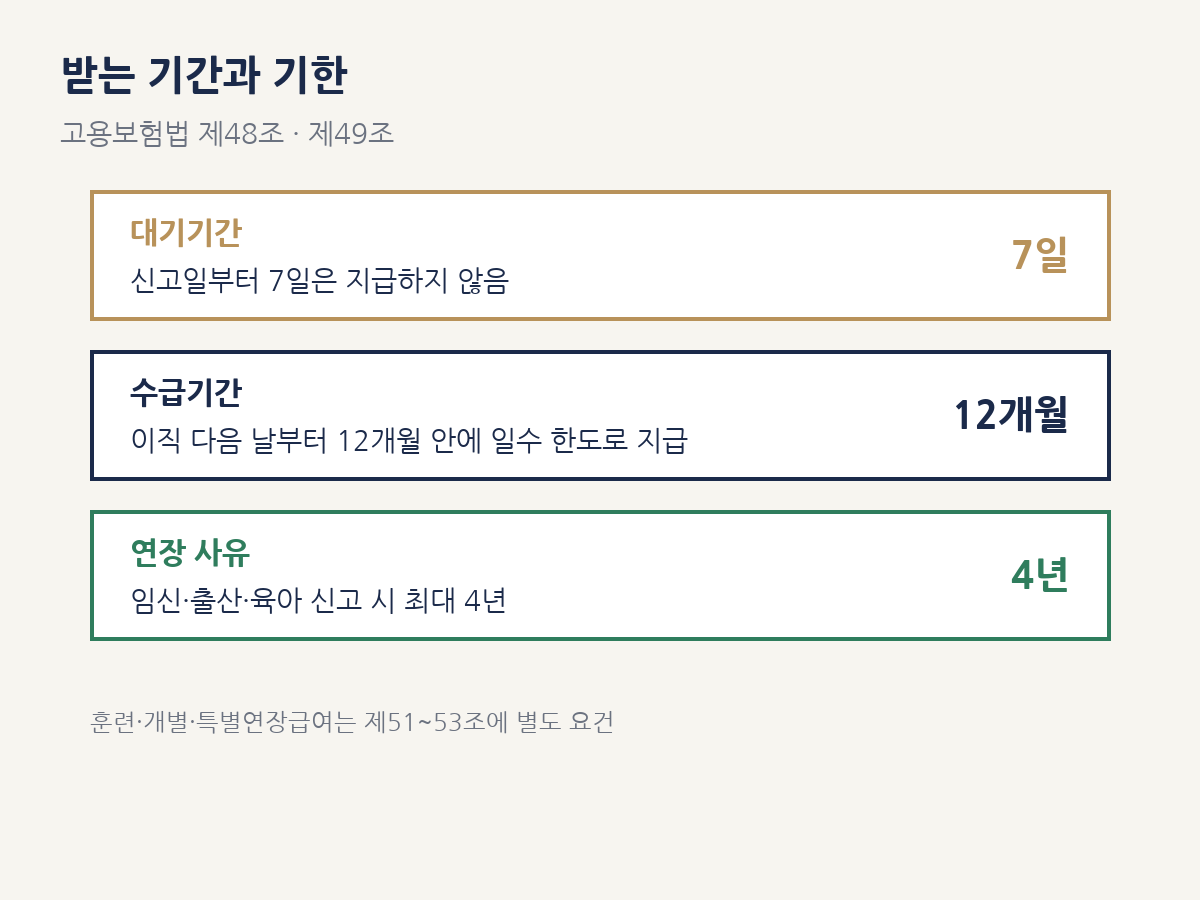 받는 기간과 기한
고용보험법 제48조 · 제49조
대기기간
신고일부터 7일은 지급하지 않음
7일
수급기간
이직 다음 날부터 12개월 안에 일수 한도로 지급
12개월
연장 사유
임신·출산·육아 신고 시 최대 4년
4년
훈련·개별·특별연장급여는 제51~53조에 별도 요건